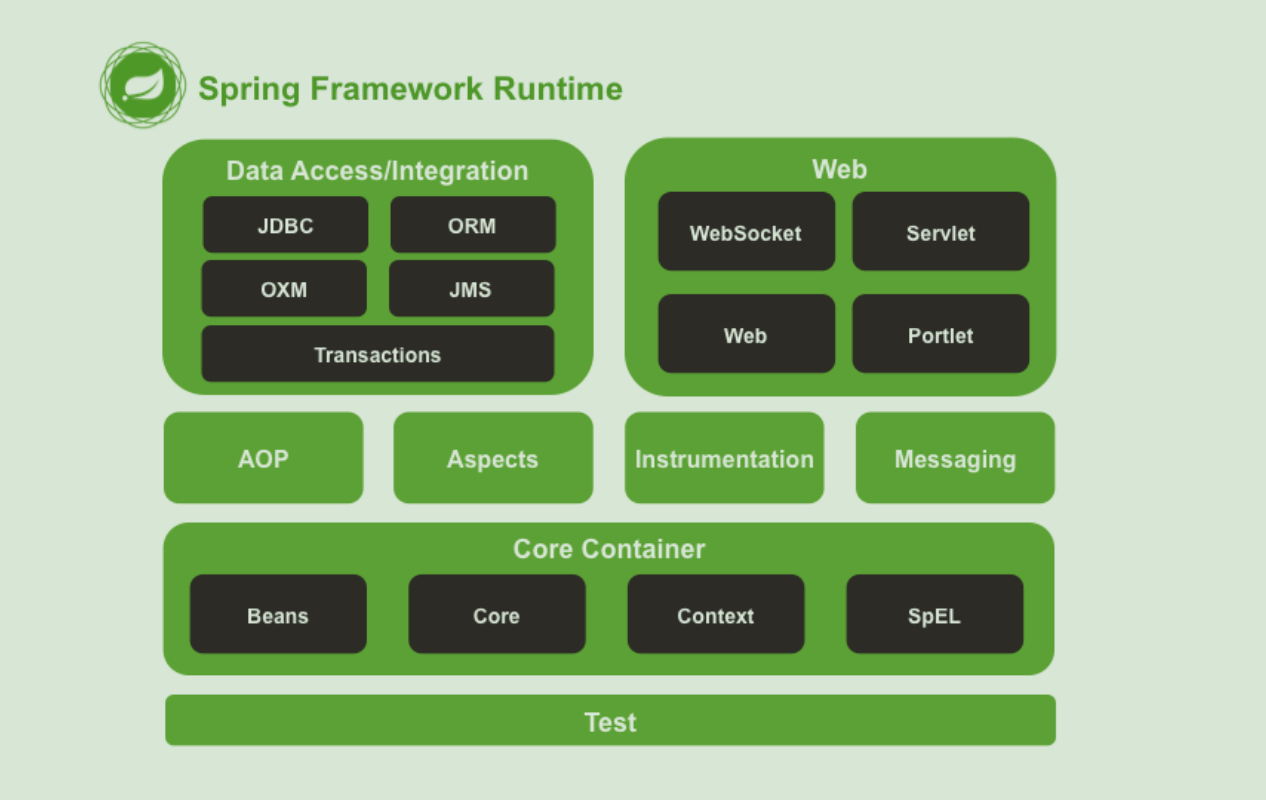 Spring Framework Runtime
Data Access/Integration
JDBC
ORM
OXM
JMS
Transactions
Web
WebSocket
Servlet
Web
Portlet
AOP
Aspects
Instrumentation
Messaging
Core Container
Beans
Core
Context
SpEL
Test